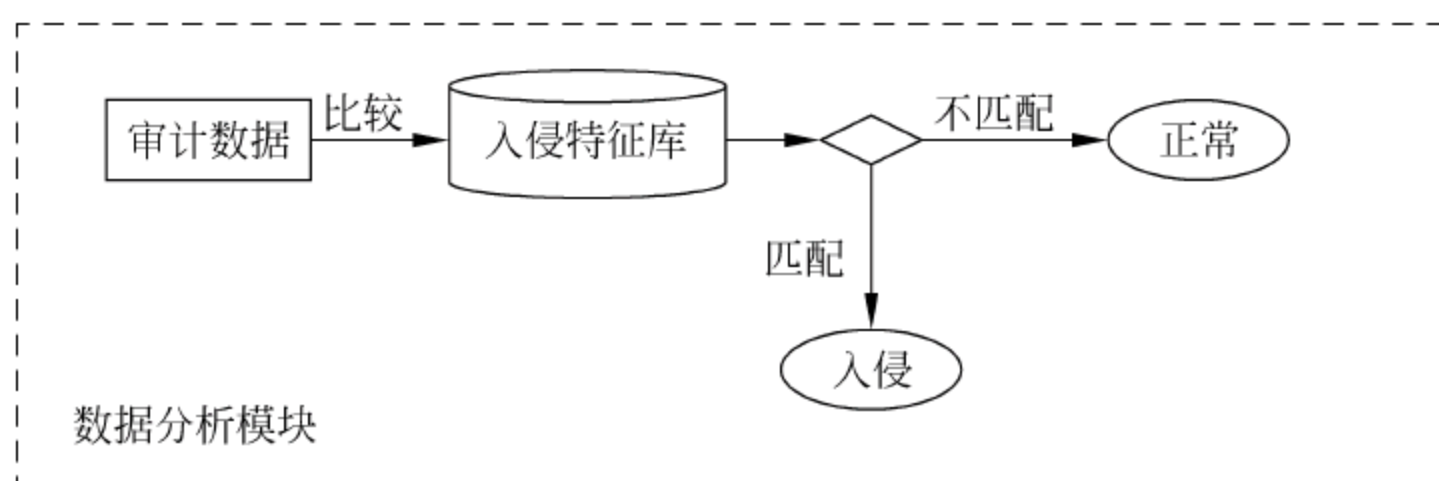 比较
审计数据
入侵特征库
不匹配
正常
匹配
入侵
数据分析模块